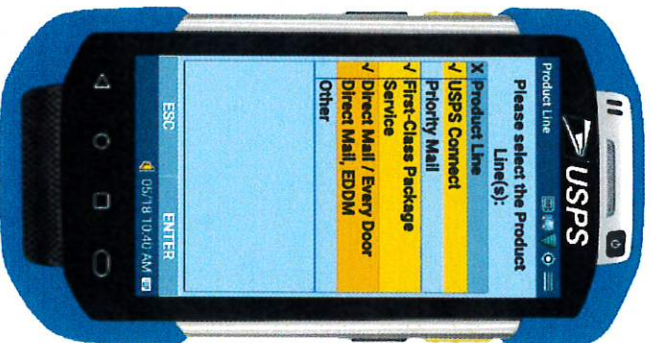 USPS
Product Line
Please select the Product
Line(s):
X Product Line
√ USPS Connect
Priority Mail
√ First-Class Package
Service
√ Direct Mail / Every Door
Direct Mail, EDDM
Other
ESC ENTER
05/18 10:40 AM